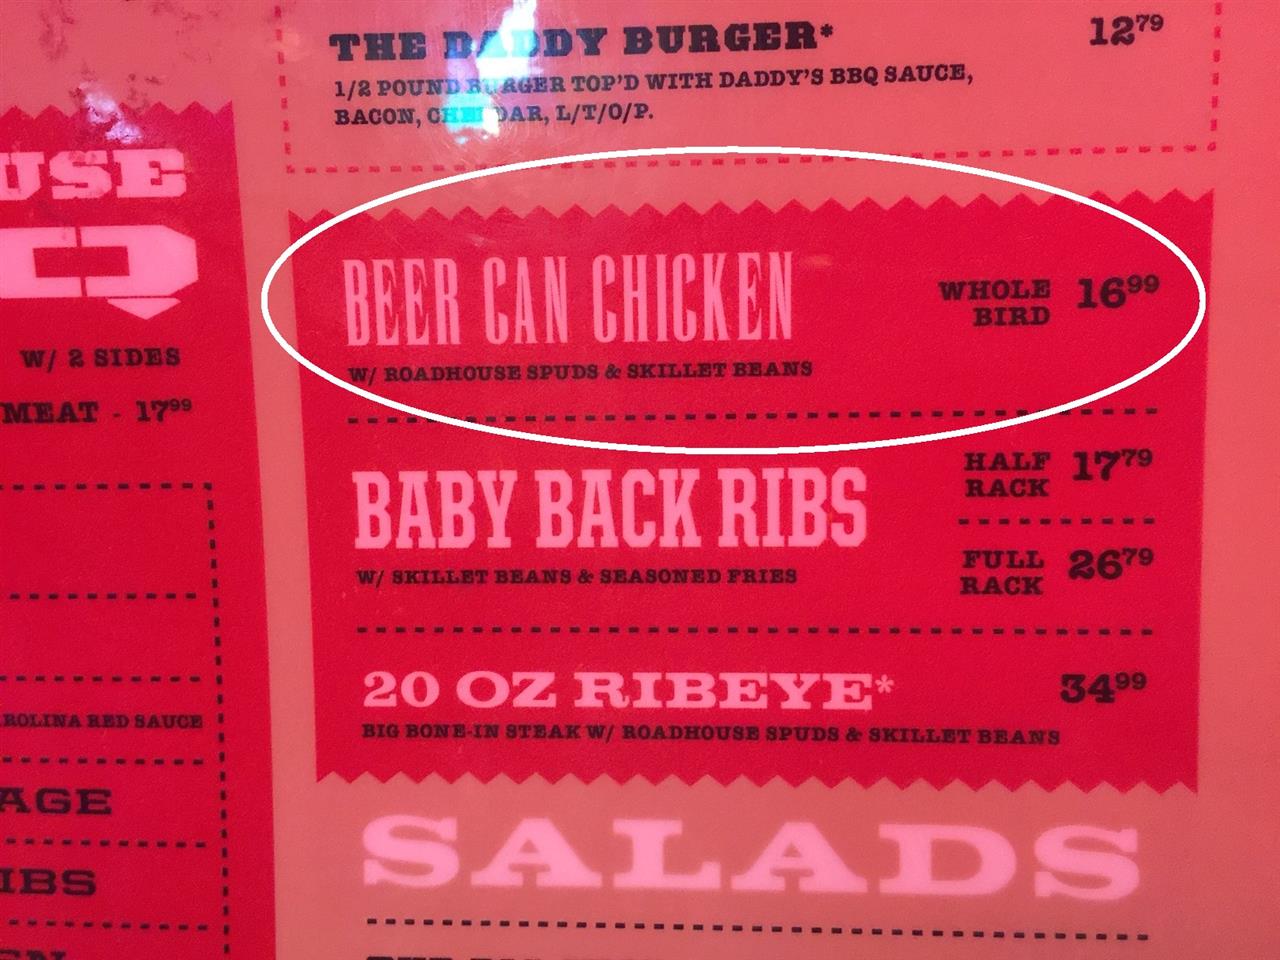 THE DADDY BURGER* 12⁷⁹
1/2 POUND BURGER TOP'D WITH DADDY'S BBQ SAUCE,
BACON, CHEDDAR, L/T/O/P.
BEER CAN CHICKEN
WHOLE BIRD 16⁹⁹
W/ ROADHOUSE SPUDS & SKILLET BEANS
BABY BACK RIBS
HALF RACK 17⁷⁹
W/ SKILLET BEANS & SEASONED FRIES
FULL RACK 26⁷⁹
20 OZ RIBEYE* 34⁹⁹
BIG BONE-IN STEAK W/ ROADHOUSE SPUDS & SKILLET BEANS
SALADS
USE
W/ 2 SIDES
MEAT - 17⁹⁹
ROLINA RED SAUCE
AGE
IBS